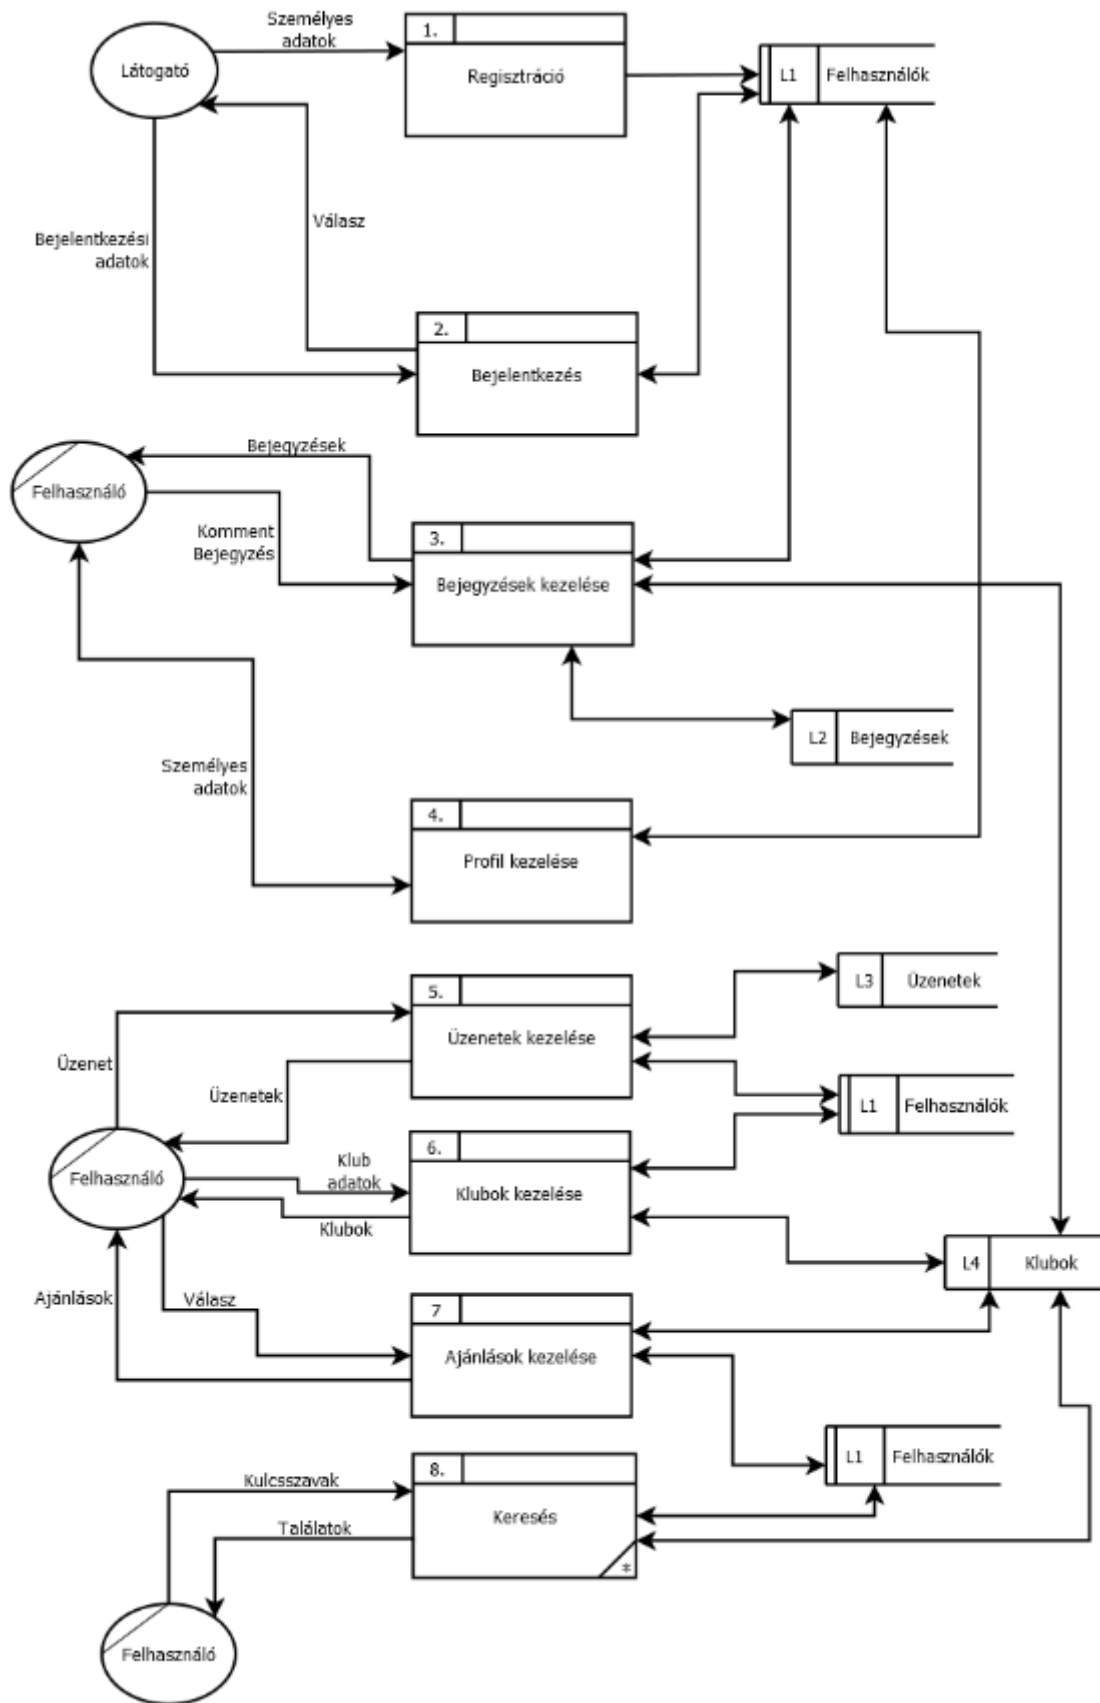 Személyes
adatok
1.
Látogató
Regisztráció
L1
Felhasználók
Válasz
Bejelentkezési
adatok
2.
Bejelentkezés
Bejegyzések
Felhasználó
Komment
Bejegyzés
3.
Bejegyzések kezelése
L2
Bejegyzések
Személyes
adatok
4.
Profil kezelése
L3
Üzenetek
5.
Üzenetek kezelése
Üzenet
Üzenetek
L1
Felhasználók
Felhasználó
Klub
adatok
6.
Klubok kezelése
Klubok
L4
Klubok
Ajánlások
Válasz
7
Ajánlások kezelése
L1
Felhasználók
Kulcsszavak
8.
Keresés
Találatok
*
Felhasználó